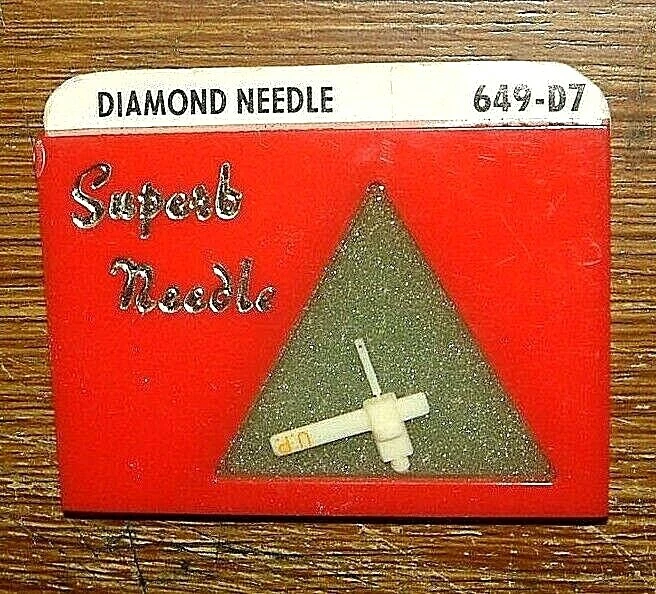 DIAMOND NEEDLE 649-D7
Superb
Needle
U.P